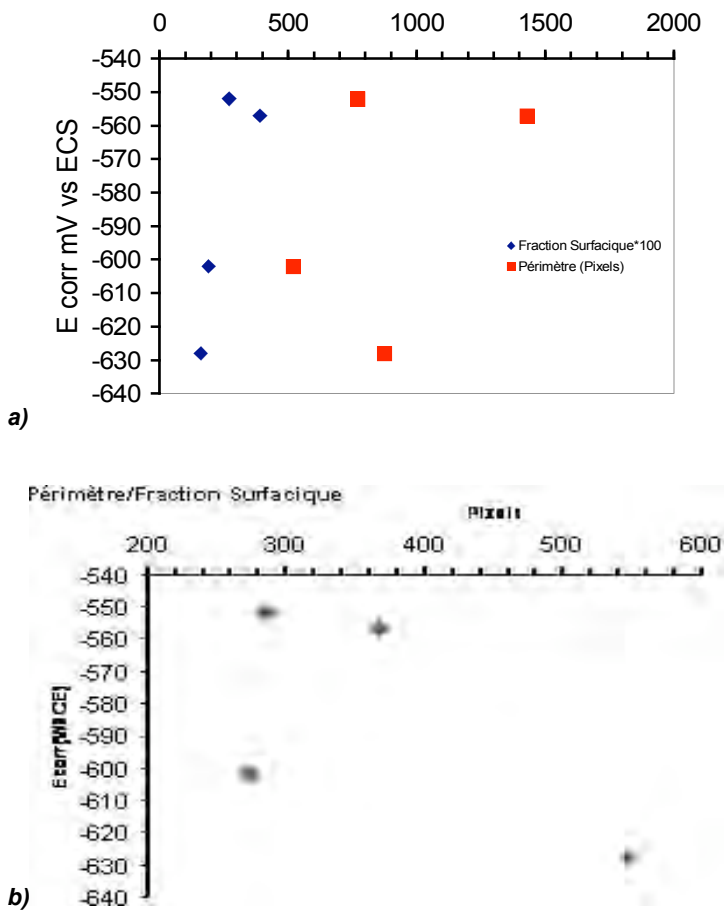 0 500 1000 1500 2000
-540
-550
-560
-570
-580
-590
-600
-610
-620
-630
-640
E corr mV vs ECS
Fraction Surfacique*100
Périmètre (Pixels)
a)
Périmètre/Fraction Surfacique
Pixels
200 300 400 500 600
-540
-550
-560
-570
-580
-590
-600
-610
-620
-630
-640
b)